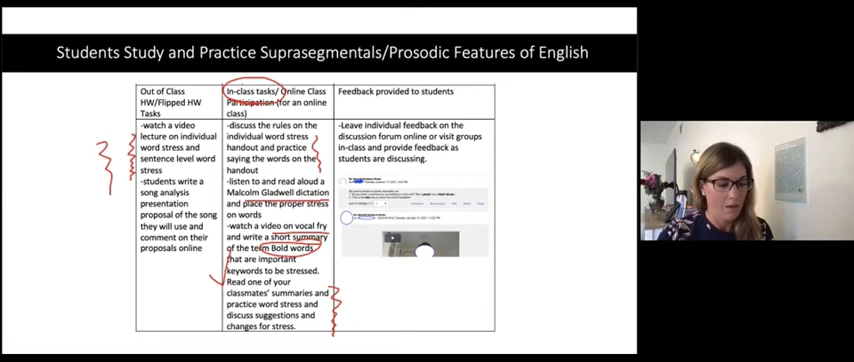 Students Study and Practice Suprasegmentals/Prosodic Features of English
Out of Class
HW/Flipped HW
Tasks
In-class tasks/ Online Class
Participation (for an online
class)
Feedback provided to students
-watch a video
lecture on individual
word stress and
sentence level word
stress
-students write a
song analysis
presentation
proposal of the song
they will use and
comment on their
proposals online
-discuss the rules on the
individual word stress
handout and practice
saying the words on the
handout
-listen to and read aloud a
Malcolm Gladwell dictation
and place the proper stress
on words
-watch a video on vocal fry
and write a short summary
of the term Bold words
that are important
keywords to be stressed.
Read one of your
classmates' summaries and
practice word stress and
discuss suggestions and
changes for stress.
-Leave individual feedback on the
discussion forum online or visit groups
in-class and provide feedback as
students are discussing.